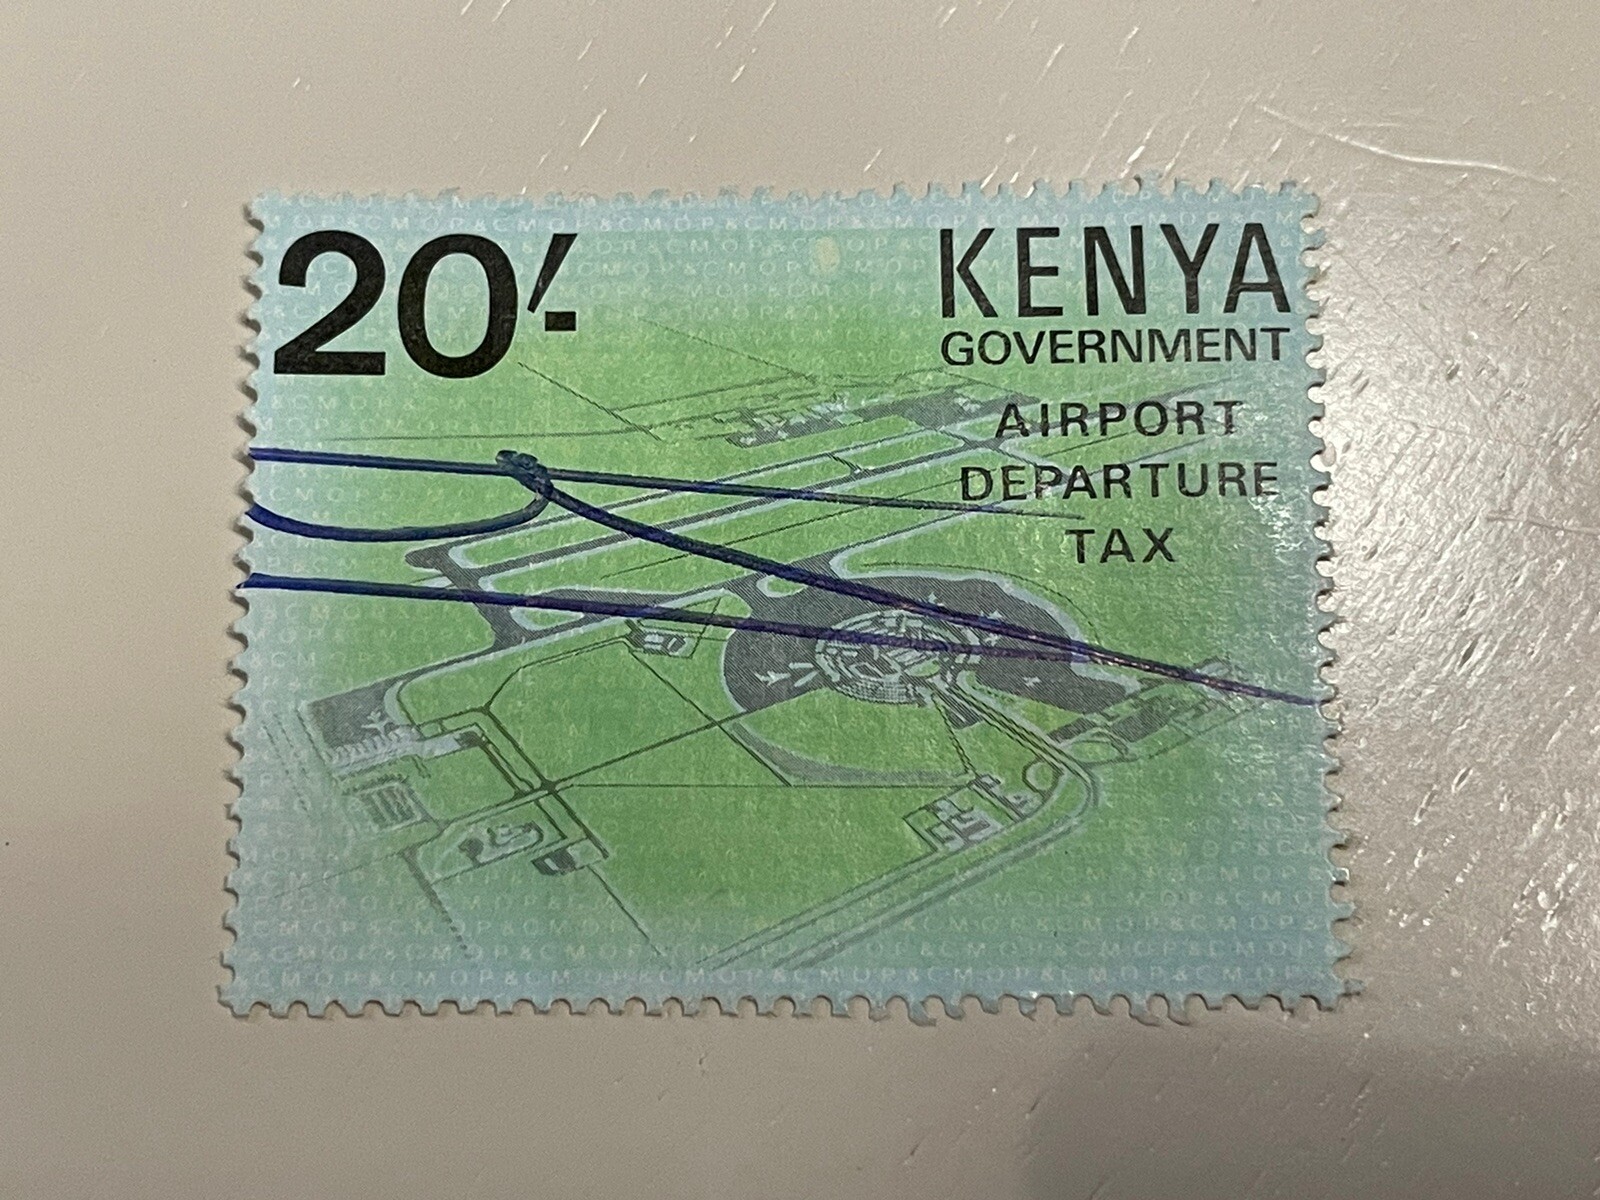 20/-
KENYA
GOVERNMENT
AIRPORT
DEPARTURE
TAX